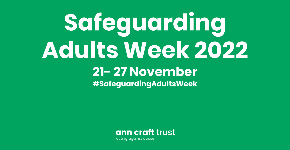 Safeguarding
Adults Week 2022
21- 27 November
#SafeguardingAdultsWeek
ann craft trust